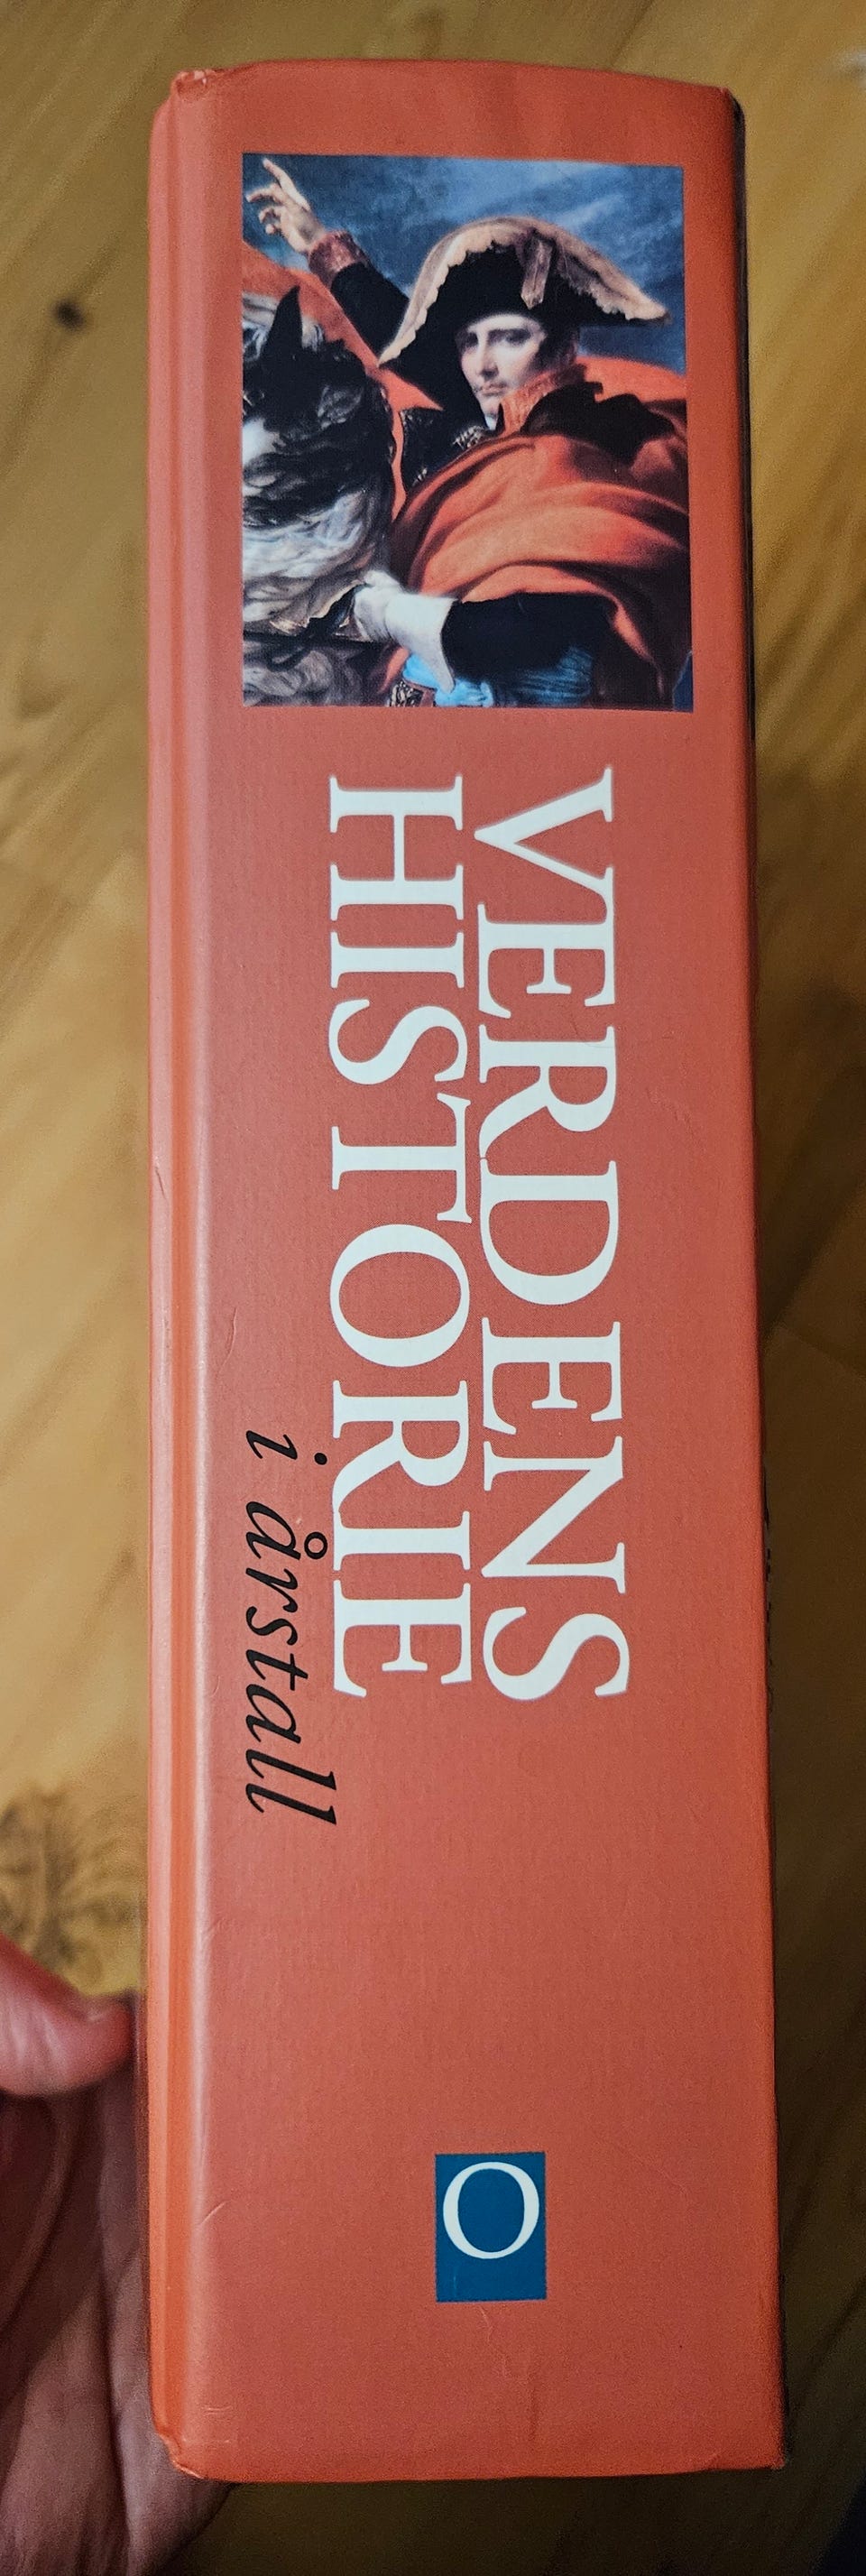 VERDENS
HISTORIE
i årstall
O